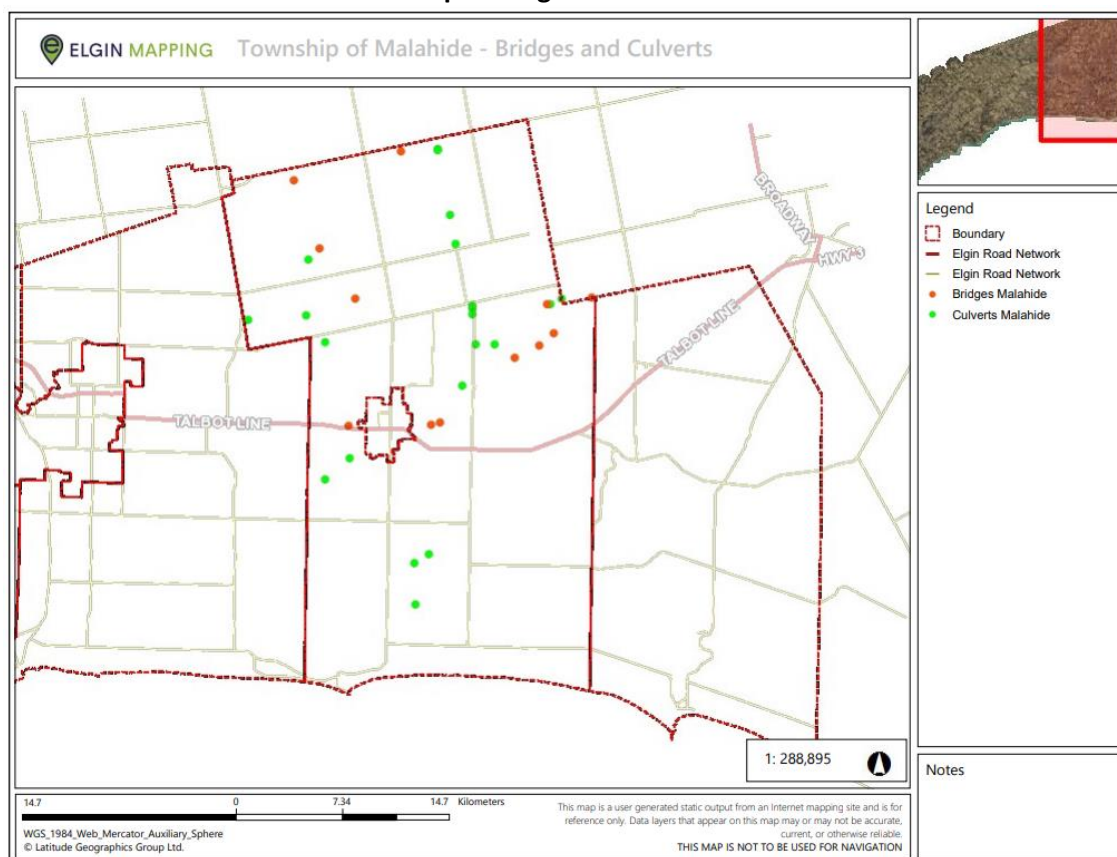 ELGIN MAPPING
Township of Malahide - Bridges and Culverts
BROADWAY
HWY 3
TALBOT LINE
TALBOT LINE
1: 288,895
Legend
Boundary
Elgin Road Network
Elgin Road Network
Bridges Malahide
Culverts Malahide
Notes
14.7 0 7.34 14.7 Kilometers
WGS_1984_Web_Mercator_Auxiliary_Sphere
© Latitude Geographics Group Ltd.
This map is a user generated static output from an Internet mapping site and is for
reference only. Data layers that appear on this map may or may not be accurate,
current, or otherwise reliable.
THIS MAP IS NOT TO BE USED FOR NAVIGATION